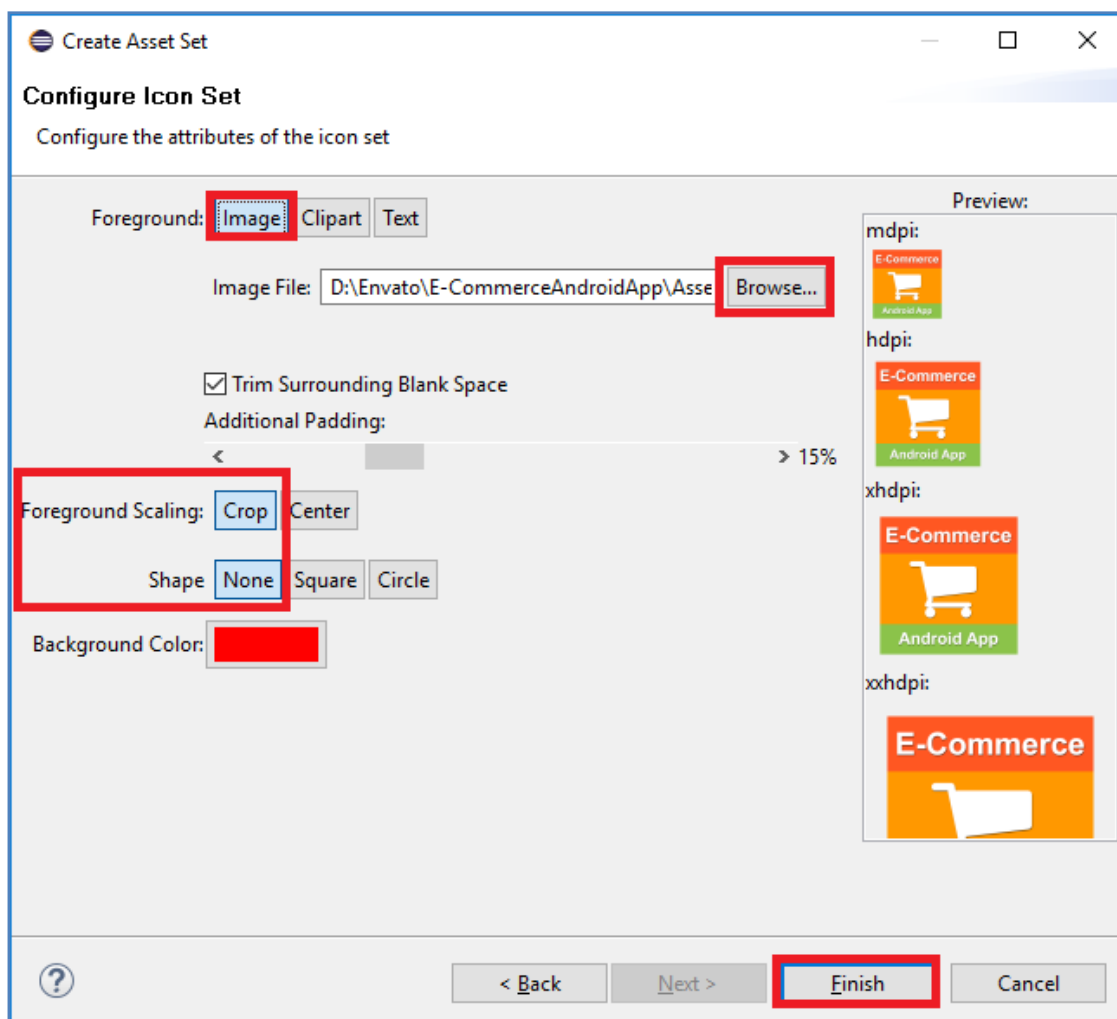 Create Asset Set
Configure Icon Set
Configure the attributes of the icon set
Foreground: Image Clipart Text
Image File: D:\Envato\E-CommerceAndroidApp\Asse Browse...
Trim Surrounding Blank Space
Additional Padding:
< > 15%
Foreground Scaling: Crop Center
Shape None Square Circle
Background Color:
Preview:
mdpi:
E-Commerce
Android App
hdpi:
E-Commerce
Android App
xhdpi:
E-Commerce
Android App
xxhdpi:
E-Commerce
? < Back Next > Finish Cancel